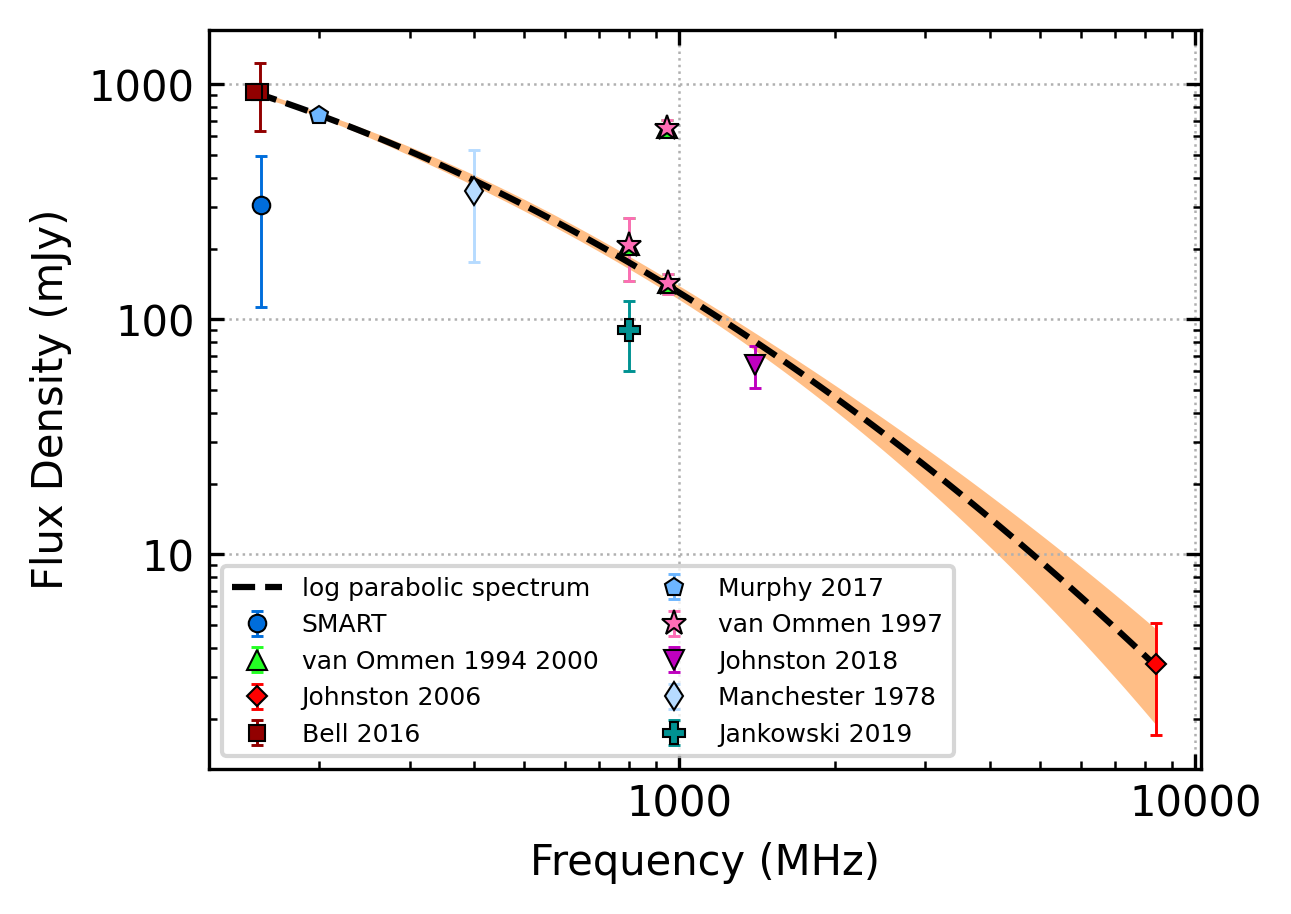 1000
100
10
Flux Density (mJy)
log parabolic spectrum
SMART
van Ommen 1994 2000
Johnston 2006
Bell 2016
Murphy 2017
van Ommen 1997
Johnston 2018
Manchester 1978
Jankowski 2019
1000
10000
Frequency (MHz)